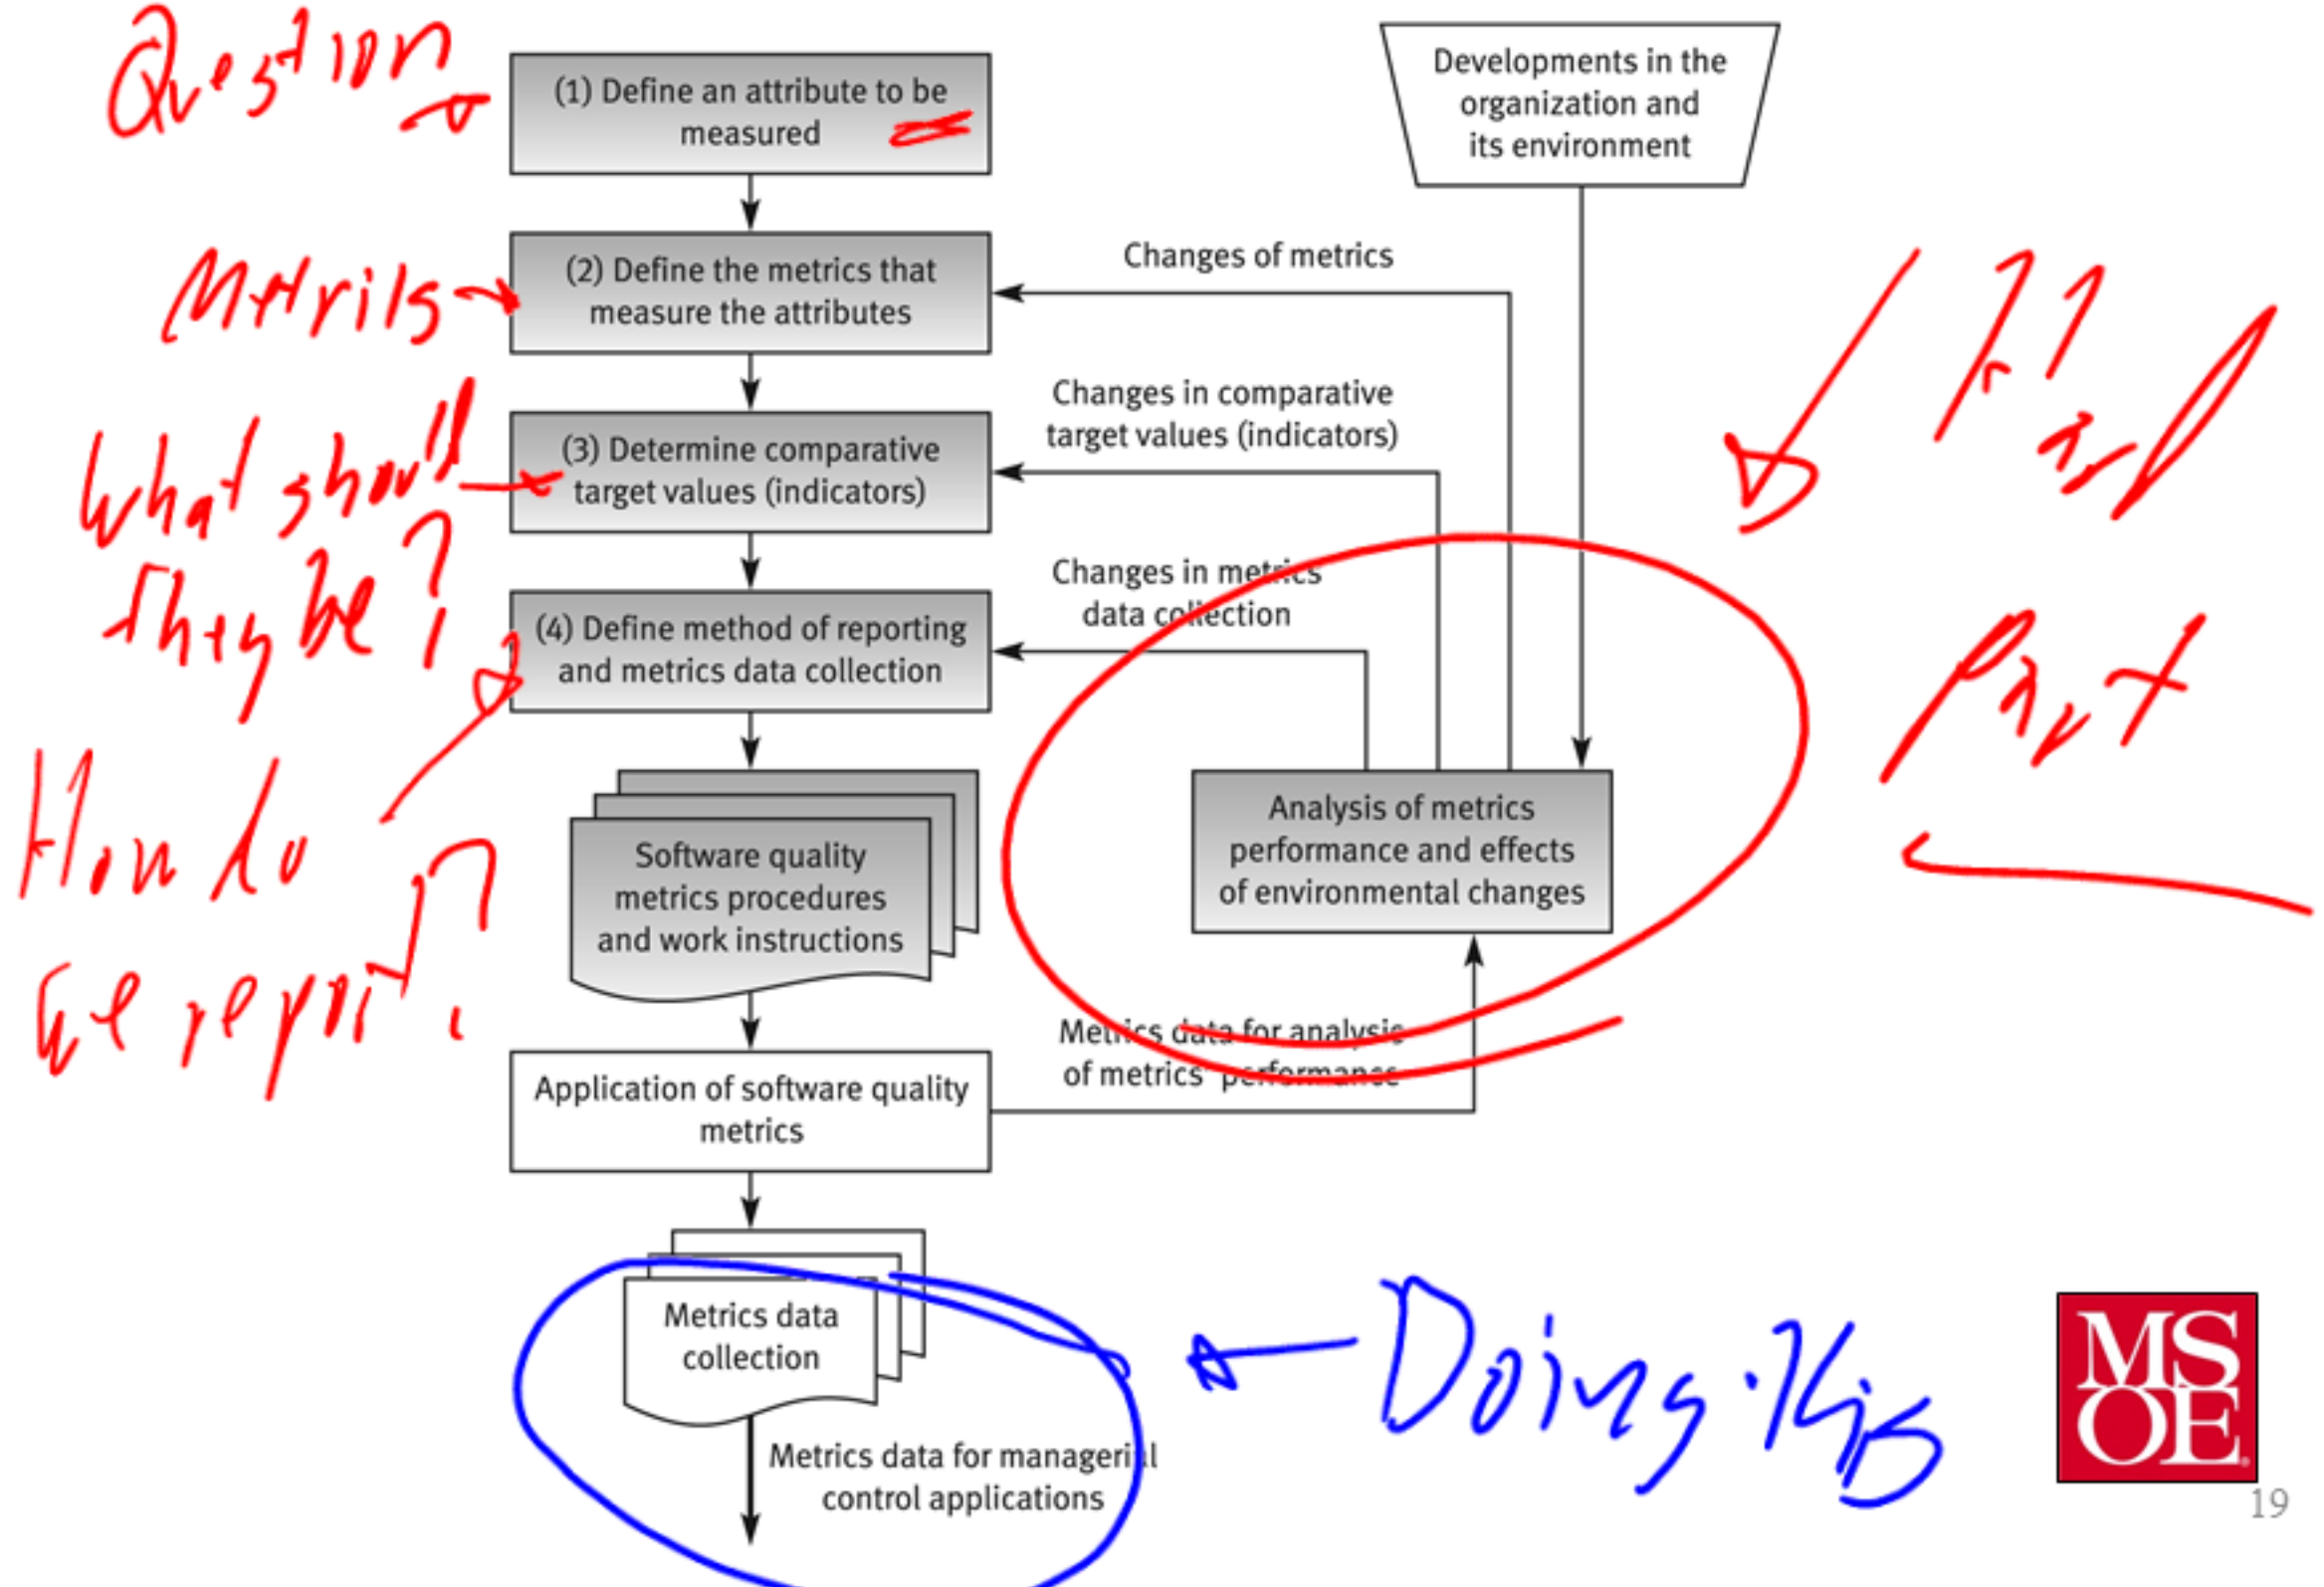 Question
(1) Define an attribute to be
measured
Developments in the
organization and
its environment
Metrics
(2) Define the metrics that
measure the attributes
Changes of metrics
What should
They be?
(3) Determine comparative
target values (indicators)
Changes in comparative
target values (indicators)
Hard
Part
(4) Define method of reporting
and metrics data collection
Changes in metrics
data collection
How do
we report?
Software quality
metrics procedures
and work instructions
Analysis of metrics
performance and effects
of environmental changes
Application of software quality
metrics
Metrics data for analysis
of metrics' performance
Metrics data
collection
Doing This
Metrics data for managerial
control applications
MS
OE
19